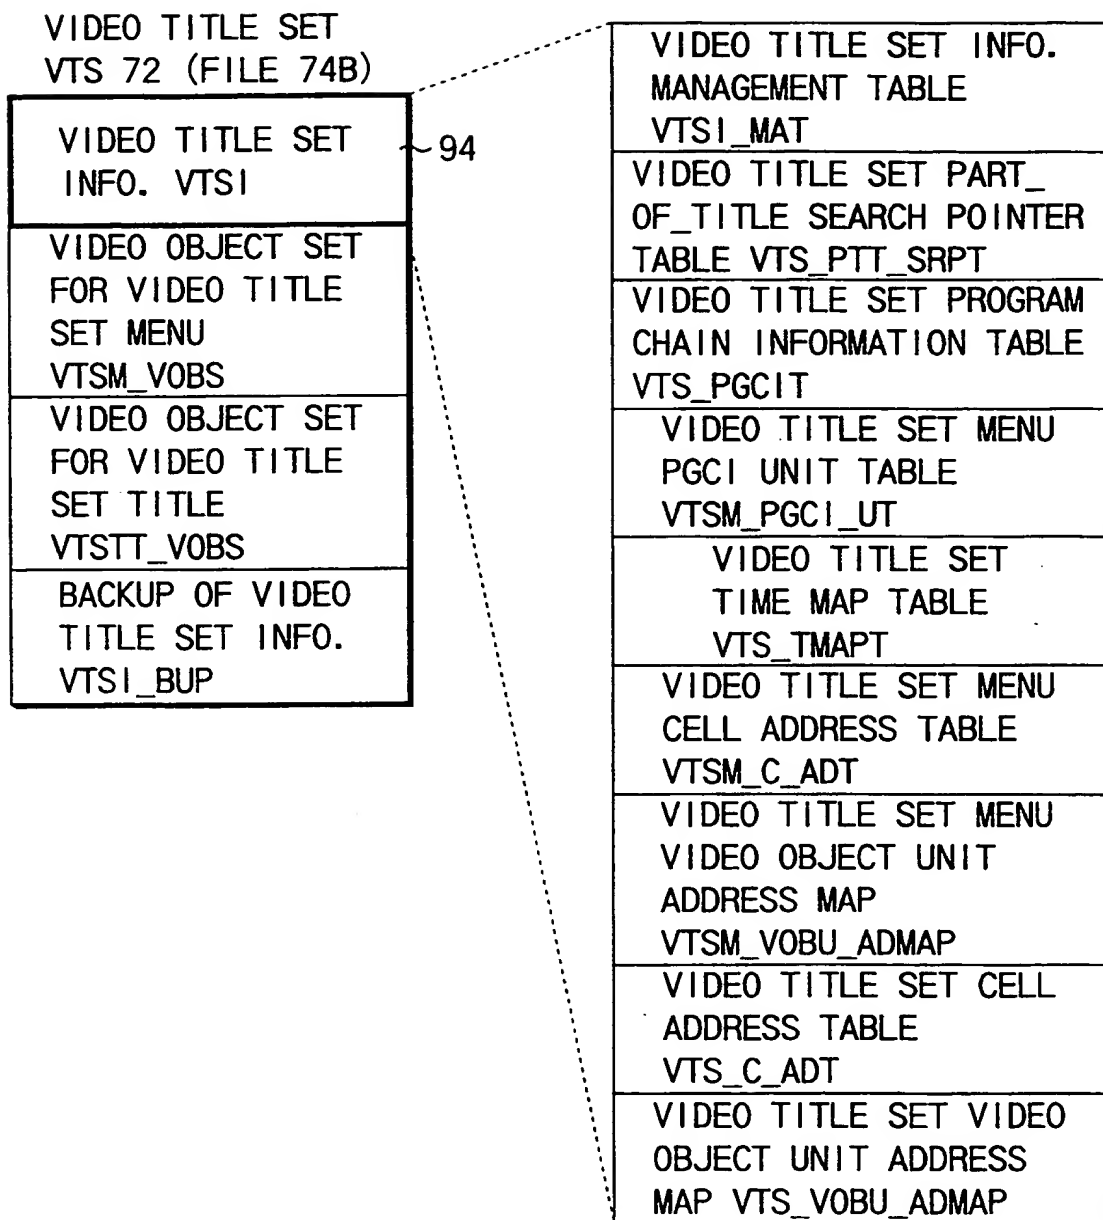 VIDEO TITLE SET
VTS 72 (FILE 74B)
VIDEO TITLE SET
INFO. VTSI
94
VIDEO OBJECT SET
FOR VIDEO TITLE
SET MENU
VTSM_VOBS
VIDEO OBJECT SET
FOR VIDEO TITLE
SET TITLE
VTSTT_VOBS
BACKUP OF VIDEO
TITLE SET INFO.
VTSI_BUP
VIDEO TITLE SET INFO.
MANAGEMENT TABLE
VTSI_MAT
VIDEO TITLE SET PART_
OF_TITLE SEARCH POINTER
TABLE VTS_PTT_SRPT
VIDEO TITLE SET PROGRAM
CHAIN INFORMATION TABLE
VTS_PGCIT
VIDEO TITLE SET MENU
PGCI UNIT TABLE
VTSM_PGCI_UT
VIDEO TITLE SET
TIME MAP TABLE
VTS_TMAPT
VIDEO TITLE SET MENU
CELL ADDRESS TABLE
VTSM_C_ADT
VIDEO TITLE SET MENU
VIDEO OBJECT UNIT
ADDRESS MAP
VTSM_VOBU_ADMAP
VIDEO TITLE SET CELL
ADDRESS TABLE
VTS_C_ADT
VIDEO TITLE SET VIDEO
OBJECT UNIT ADDRESS
MAP VTS_VOBU_ADMAP